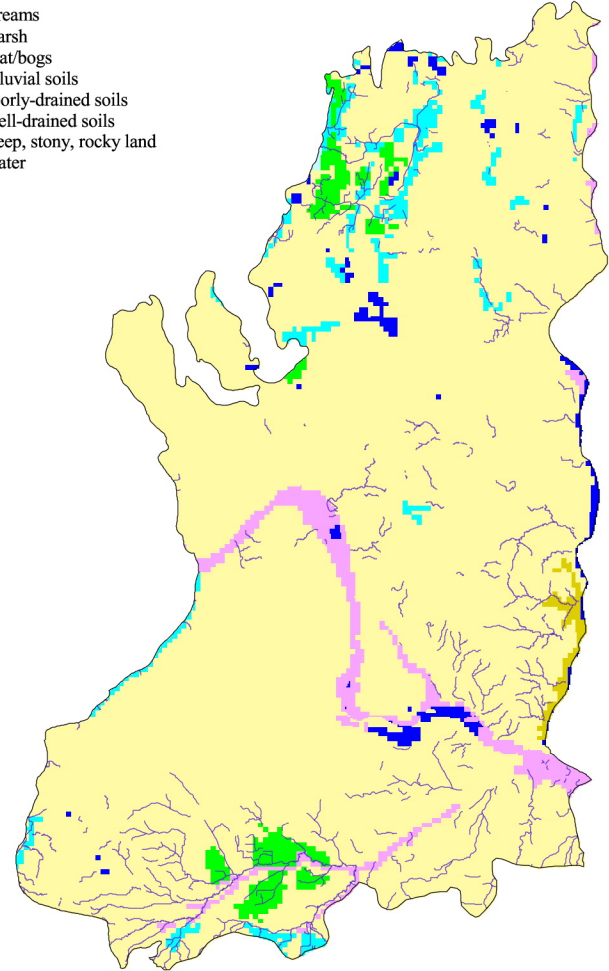 reams
arsh
at/bogs
luvial soils
orly-drained soils
ell-drained soils
eep, stony, rocky land
ater